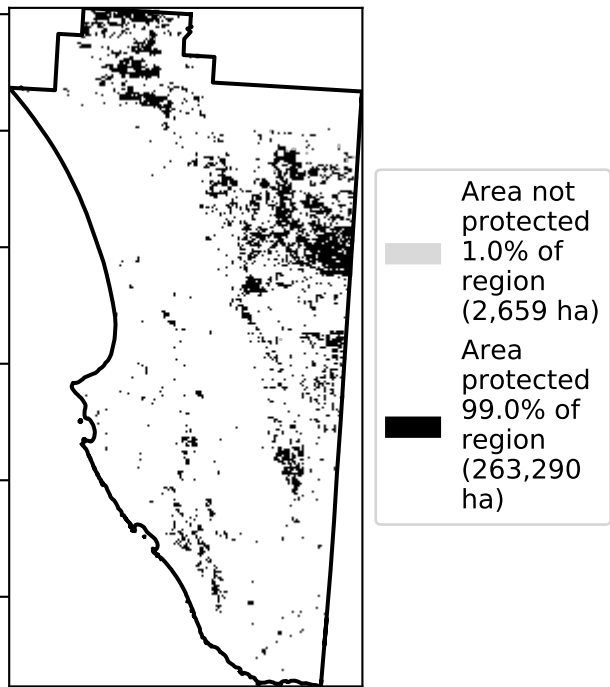 Area not
protected
1.0% of
region
(2,659 ha)
Area
protected
99.0% of
region
(263,290
ha)